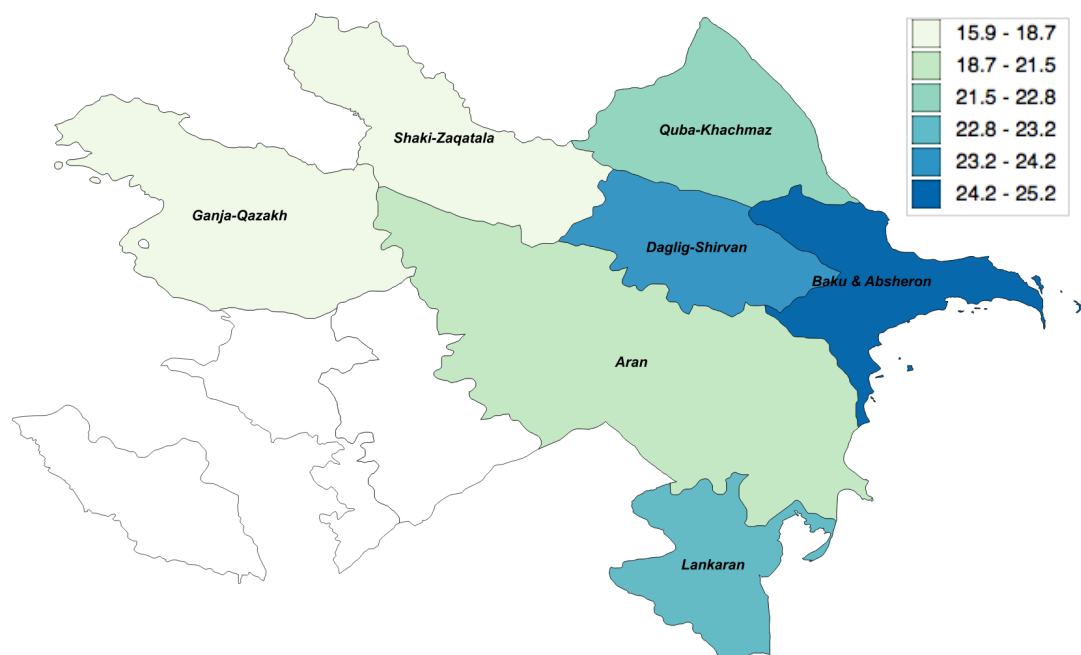 15.9 - 18.7
18.7 - 21.5
21.5 - 22.8
22.8 - 23.2
23.2 - 24.2
24.2 - 25.2
Quba-Khachmaz
Shaki-Zaqatala
Ganja-Qazakh
Daglig-Shirvan
Baku & Absheron
Aran
Lankaran